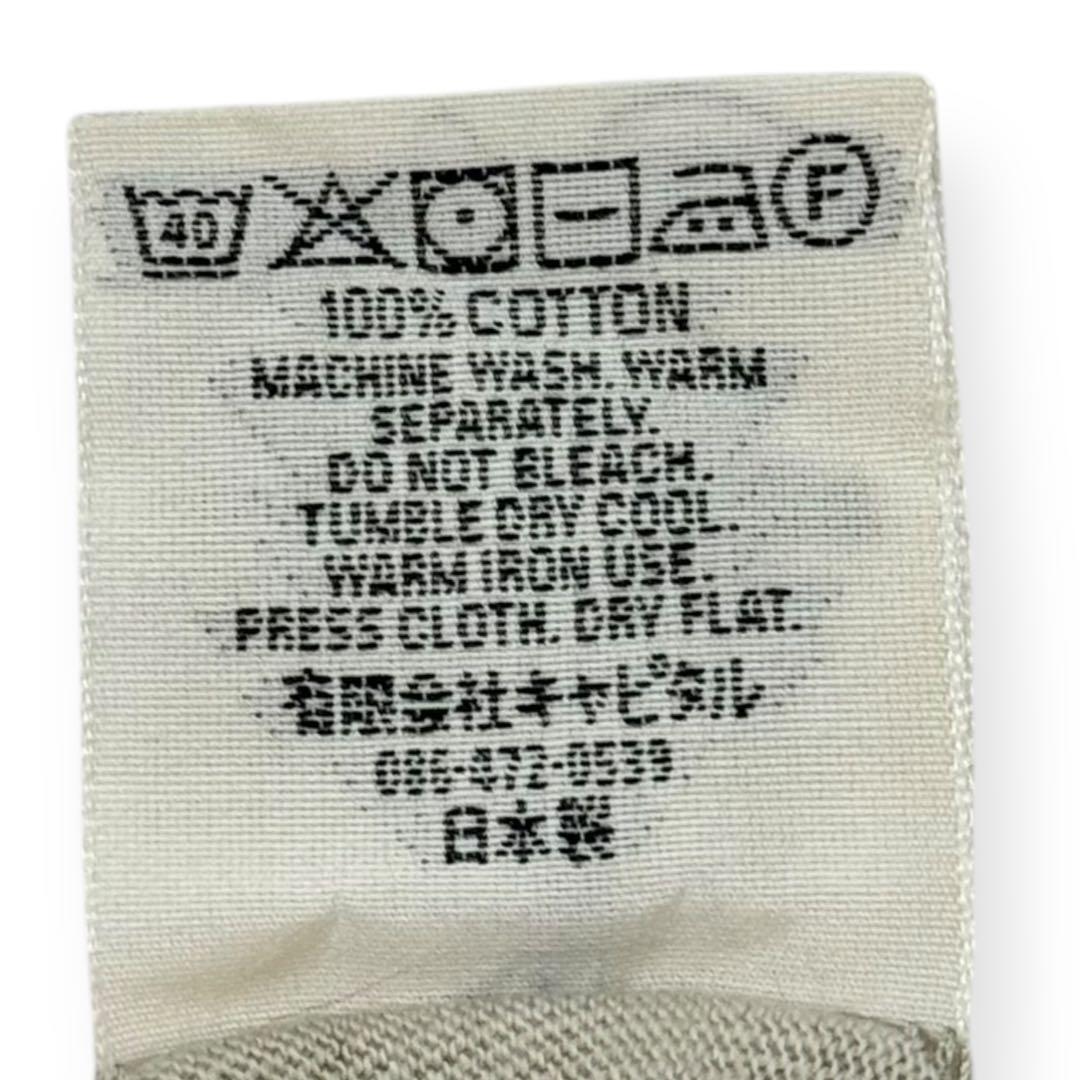 40 F
100% COTTON
MACHINE WASH. WARM
SEPARATELY.
DO NOT BLEACH.
TUMBLE DRY COOL.
WARM IRON USE.
PRESS CLOTH. DRY FLAT.
有限会社キャピタル
086-472-0539
日本製